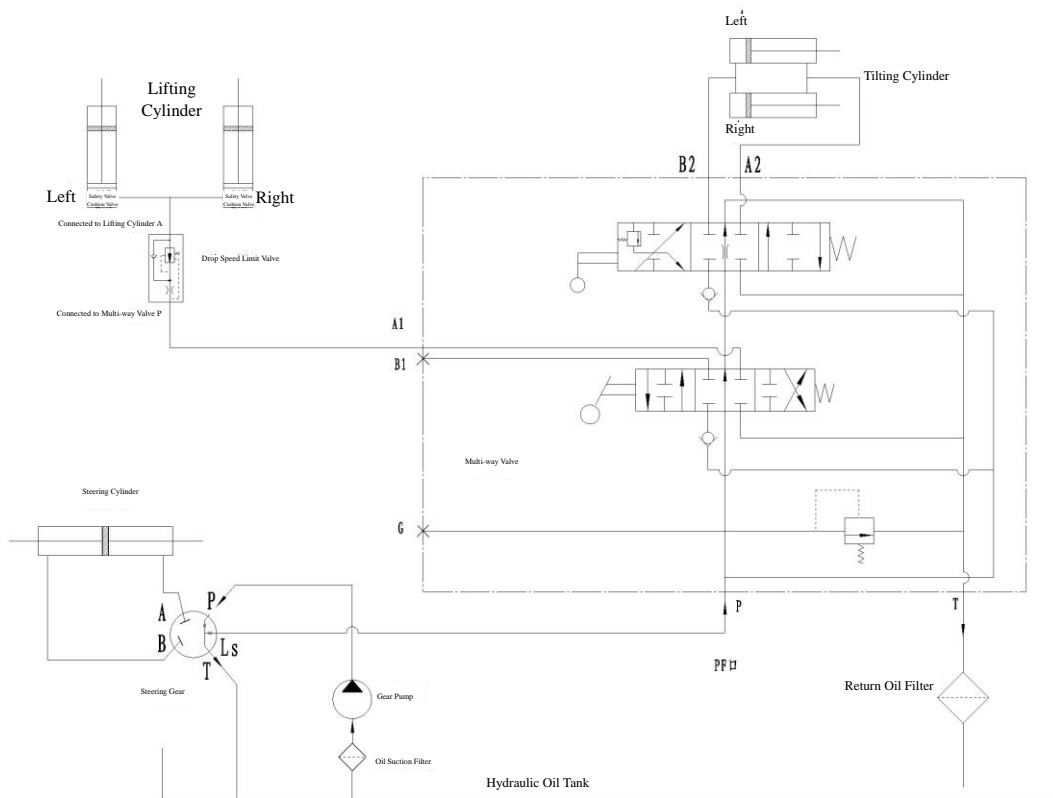 Left
Lifting
Cylinder
Tilting Cylinder
Right
B2
A2
Left
Safety Valve
Cushion Valve
Safety Valve
Cushion Valve
Right
Connected to Lifting Cylinder A
Drop Speed Limit Valve
Connected to Multi-way Valve P
A1
B1
Multi-way Valve
Steering Cylinder
G
P
A
B
Ls
T
P
T
PF口
Steering Gear
Gear Pump
Return Oil Filter
Oil Suction Filter
Hydraulic Oil Tank